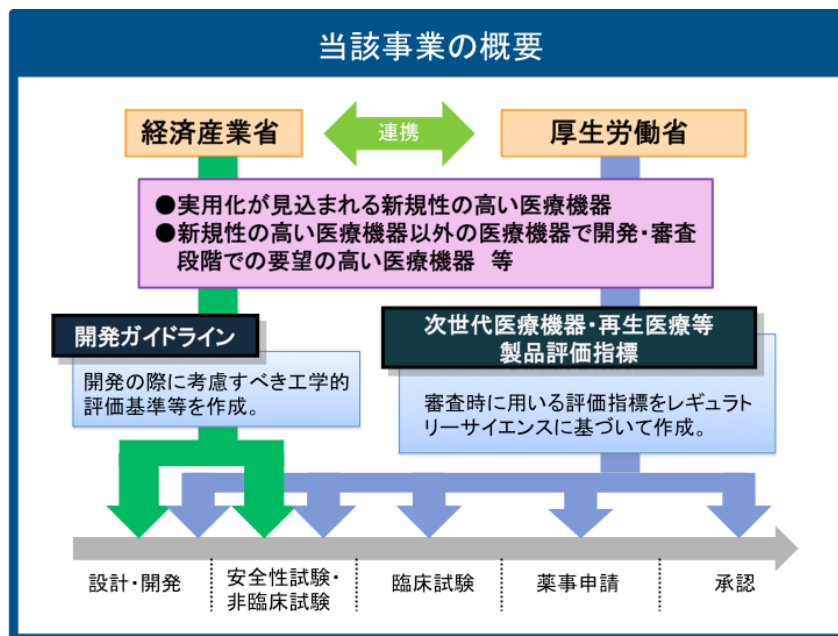 当該事業の概要
経済産業省
連携
厚生労働省
●実用化が見込まれる新規性の高い医療機器
●新規性の高い医療機器以外の医療機器で開発・審査
段階での要望の高い医療機器 等
開発ガイドライン
開発の際に考慮すべき工学的
評価基準等を作成。
次世代医療機器・再生医療等
製品評価指標
審査時に用いる評価指標をレギュラト
リーサイエンスに基づいて作成。
設計・開発
安全性試験・
非臨床試験
臨床試験
薬事申請
承認